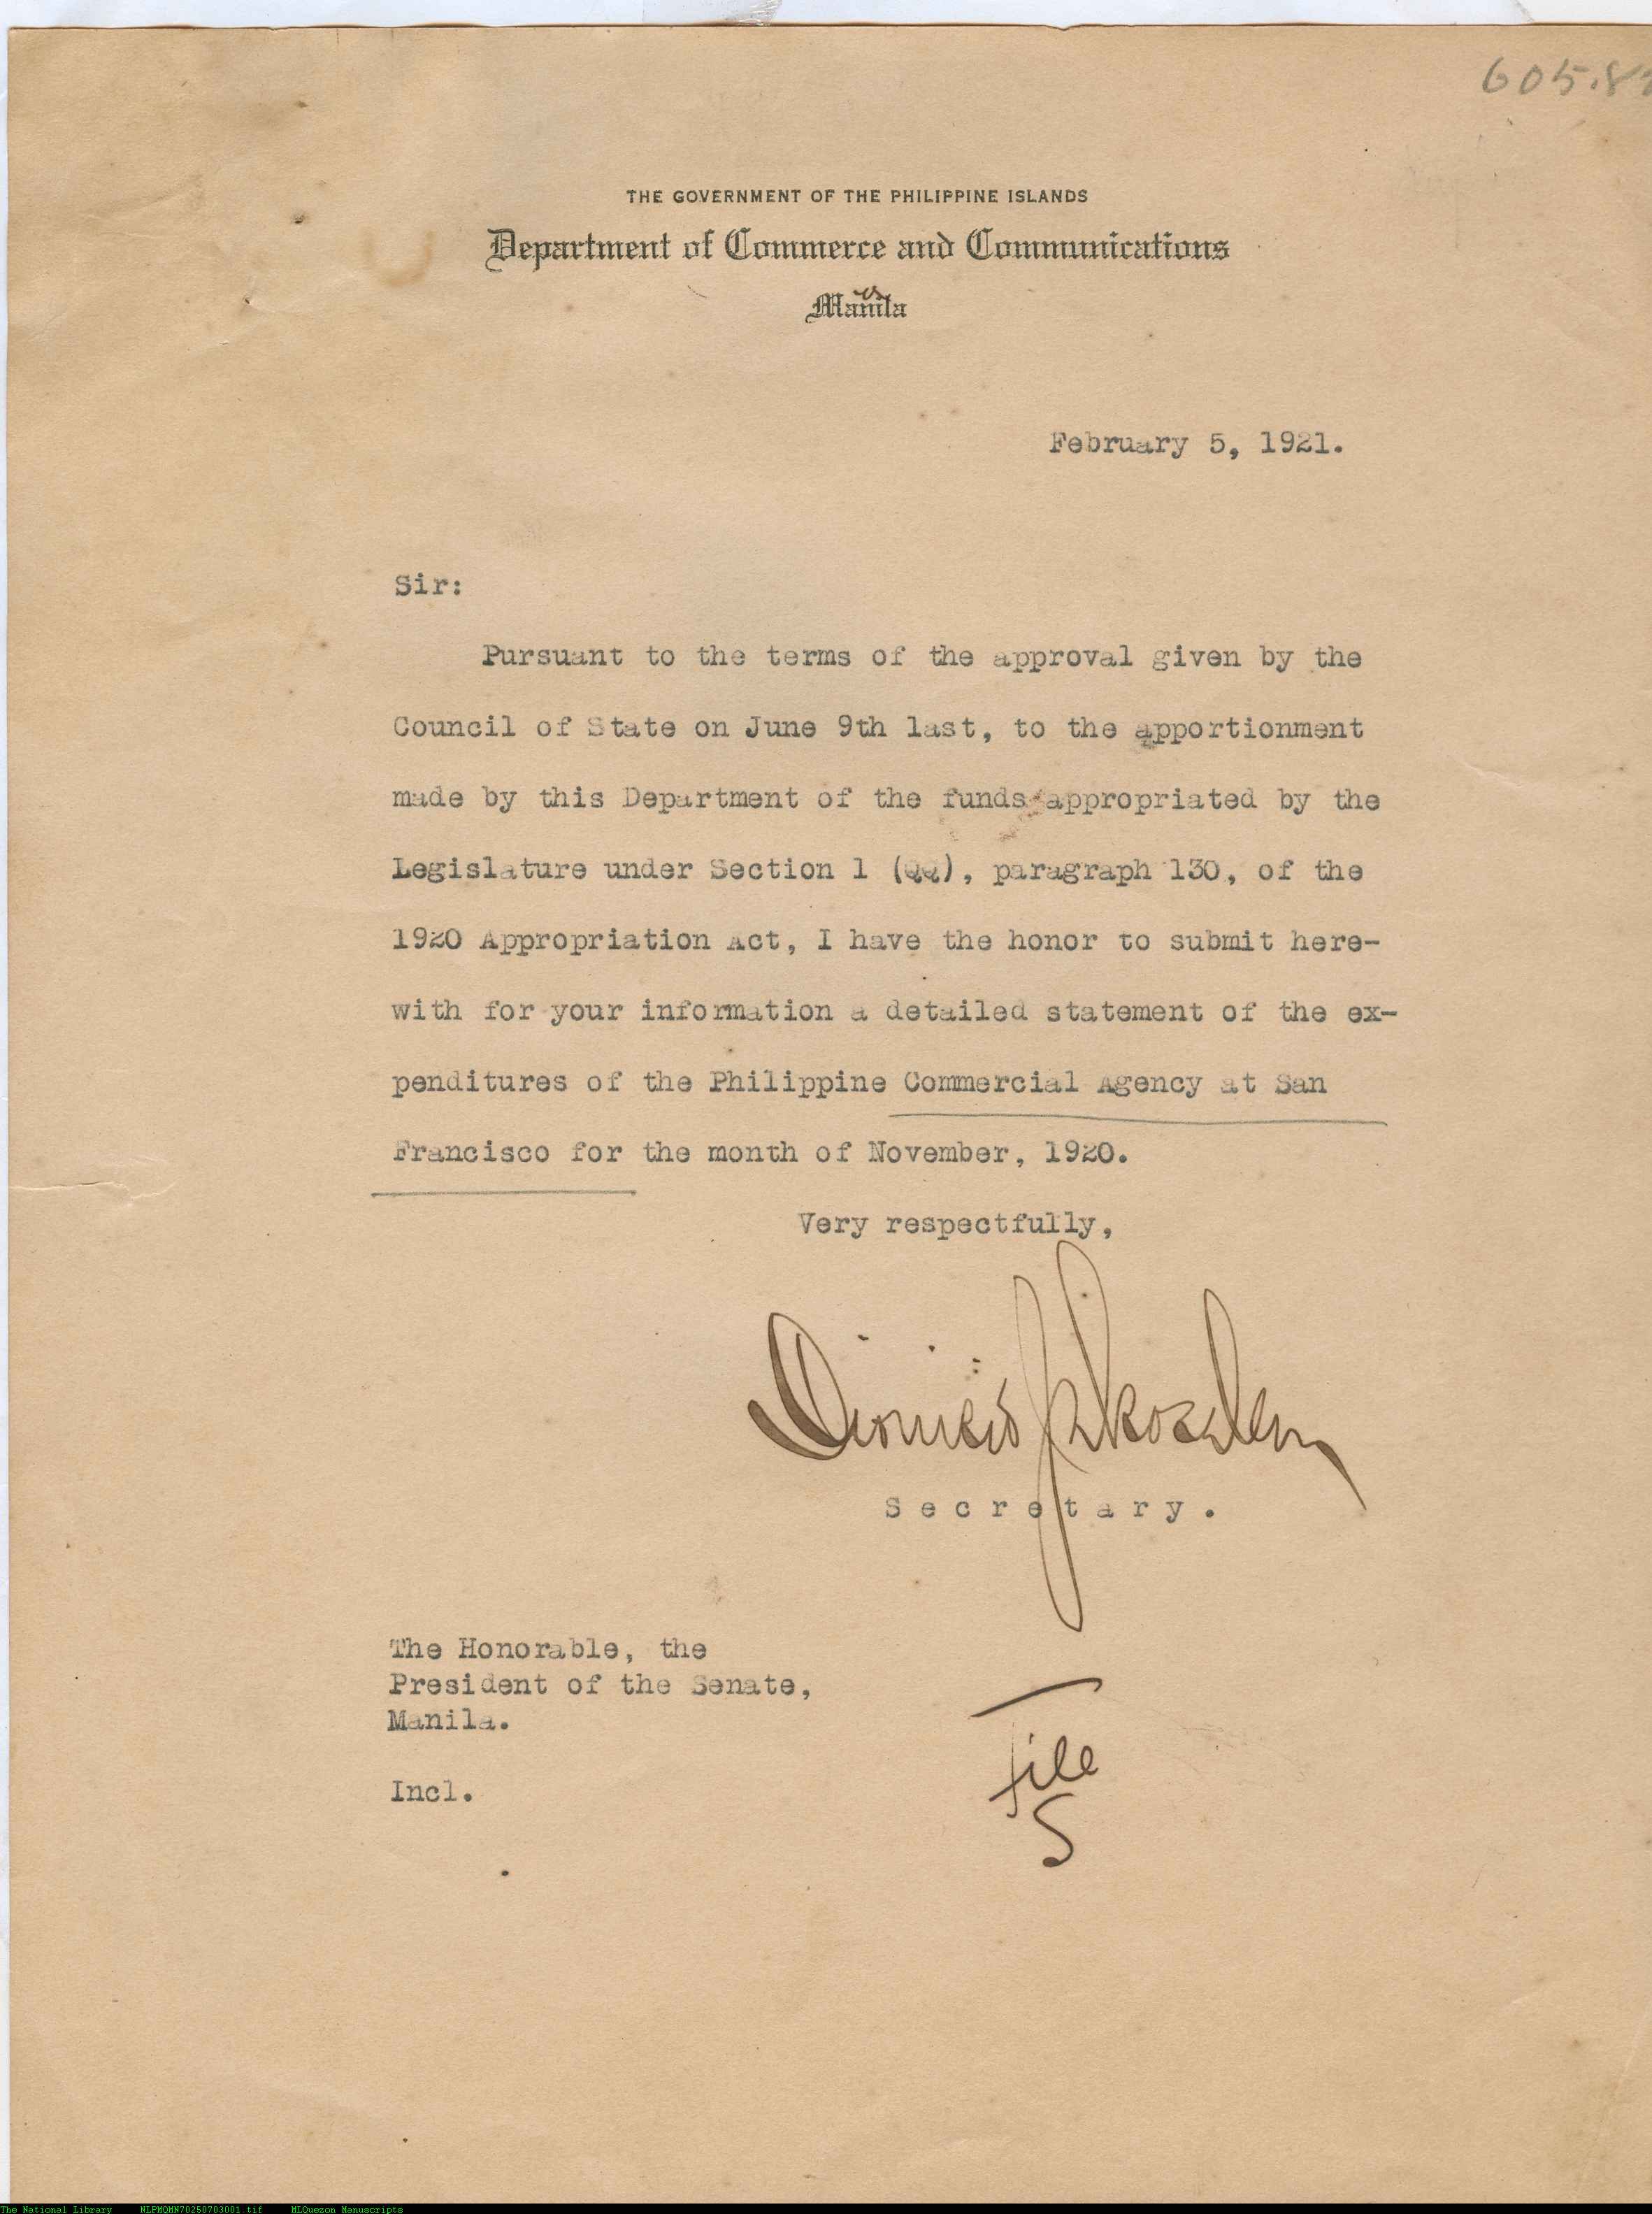 605.8
THE GOVERNMENT OF THE PHILIPPINE ISLANDS
Department of Commerce and Communications
Manila
February 5, 1921.
Sir:
Pursuant to the terms of the approval given by the
Council of State on June 9th last, to the apportionment
made by this Department of the funds appropriated by the
Legislature under Section 1 (QQ), paragraph 130, of the
1920 Appropriation Act, I have the honor to submit here-
with for your information a detailed statement of the ex-
penditures of the Philippine Commercial Agency at San
Francisco for the month of November, 1920.
Very respectfully,
Dionisio Jakosalem
Secretary.
The Honorable, the
President of the Senate,
Manila.
Incl.
File
S
The National Library NLPMQMN70250703001.tif MLQuezon Manuscripts